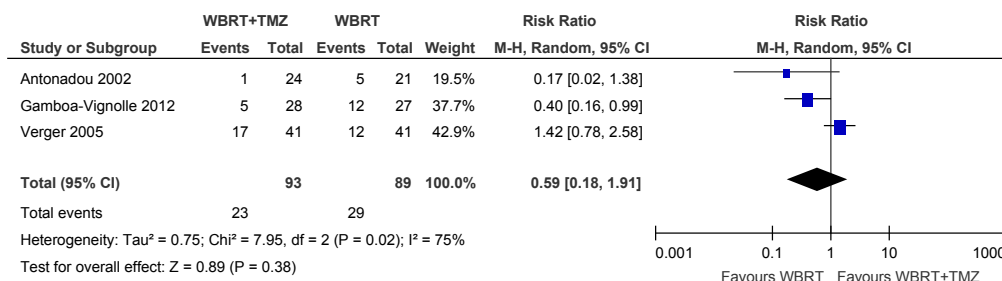 WBRT+TMZ WBRT Risk Ratio Risk Ratio
Study or Subgroup Events Total Events Total Weight M-H, Random, 95% CI M-H, Random, 95% CI
Antonadou 2002 1 24 5 21 19.5% 0.17 [0.02, 1.38]
Gamboa-Vignolle 2012 5 28 12 27 37.7% 0.40 [0.16, 0.99]
Verger 2005 17 41 12 41 42.9% 1.42 [0.78, 2.58]
Total (95% CI) 93 89 100.0% 0.59 [0.18, 1.91]
Total events 23 29
Heterogeneity: Tau² = 0.75; Chi² = 7.95, df = 2 (P = 0.02); I² = 75%
Test for overall effect: Z = 0.89 (P = 0.38)
0.001 0.1 1 10 1000
Favours WBRT Favours WBRT+TMZ